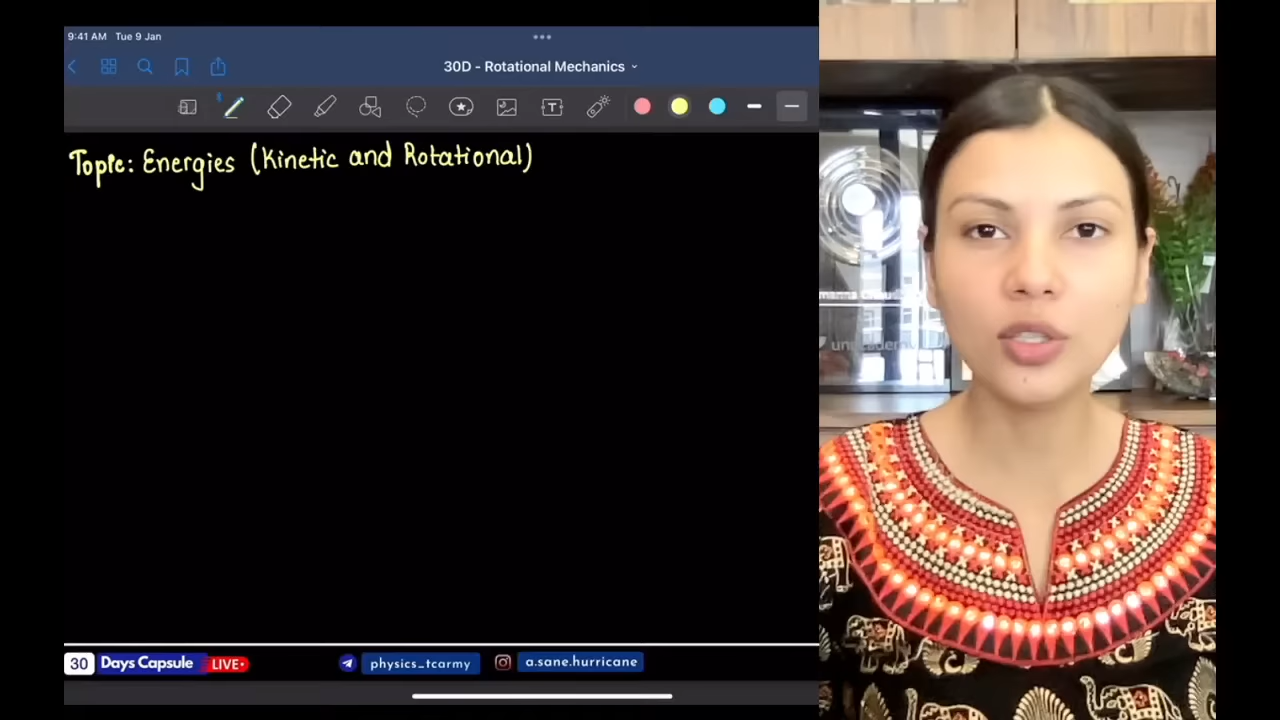 9:41 AM Tue 9 Jan
30D - Rotational Mechanics
Topic: Energies (Kinetic and Rotational)
30 Days Capsule LIVE
physics_tcarmy
a.sane.hurricane